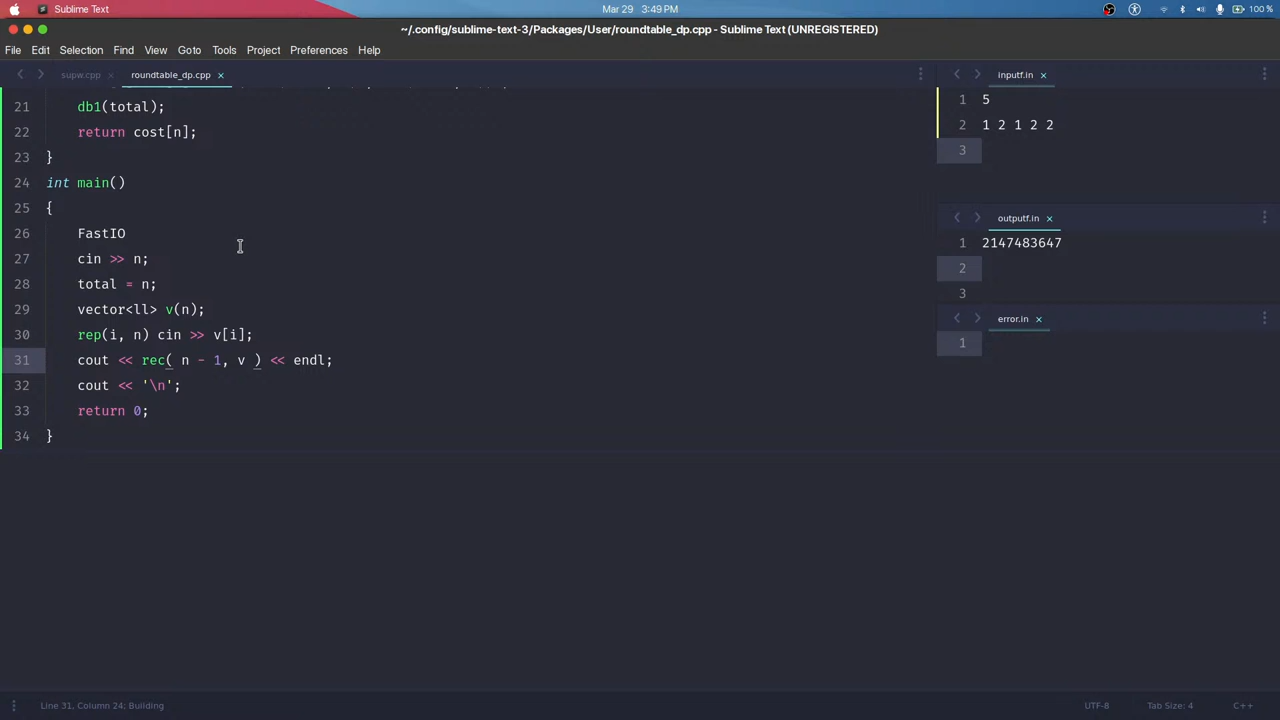 Sublime Text
Mar 29 3:49 PM
100 %
~/.config/sublime-text-3/Packages/User/roundtable_dp.cpp - Sublime Text (UNREGISTERED)
File Edit Selection Find View Goto Tools Project Preferences Help
supw.cpp × roundtable_dp.cpp ×
21 db1(total);
22 return cost[n];
23 }
24 int main()
25 {
26 FastIO
27 cin >> n;
28 total = n;
29 vector<ll> v(n);
30 rep(i, n) cin >> v[i];
31 cout << rec( n - 1, v ) << endl;
32 cout << '\n';
33 return 0;
34 }
inputf.in ×
1 5
2 1 2 1 2 2
3
outputf.in ×
1 2147483647
2
3
error.in ×
1
Line 31, Column 24; Building
UTF-8 Tab Size: 4 C++